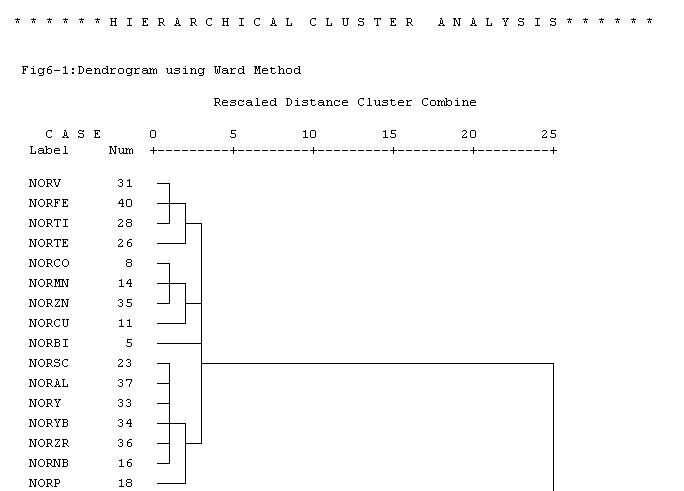 * * * * * * H I E R A R C H I C A L  C L U S T E R   A N A L Y S I S * * * * * *
Fig6-1:Dendrogram using Ward Method
Rescaled Distance Cluster Combine
C A S E 0 5 10 15 20 25
Label Num +---------+---------+---------+---------+---------+
NORV 31
NORFE 40
NORTI 28
NORTE 26
NORCO 8
NORMN 14
NORZN 35
NORCU 11
NORBI 5
NORSC 23
NORAL 37
NORY 33
NORYB 34
NORZR 36
NORNB 16
NORP 18